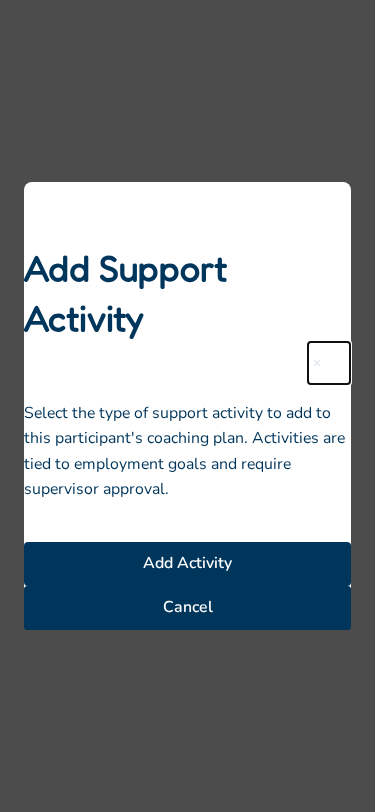 Add Support
Activity
×
Select the type of support activity to add to
this participant's coaching plan. Activities are
tied to employment goals and require
supervisor approval.
Add Activity
Cancel